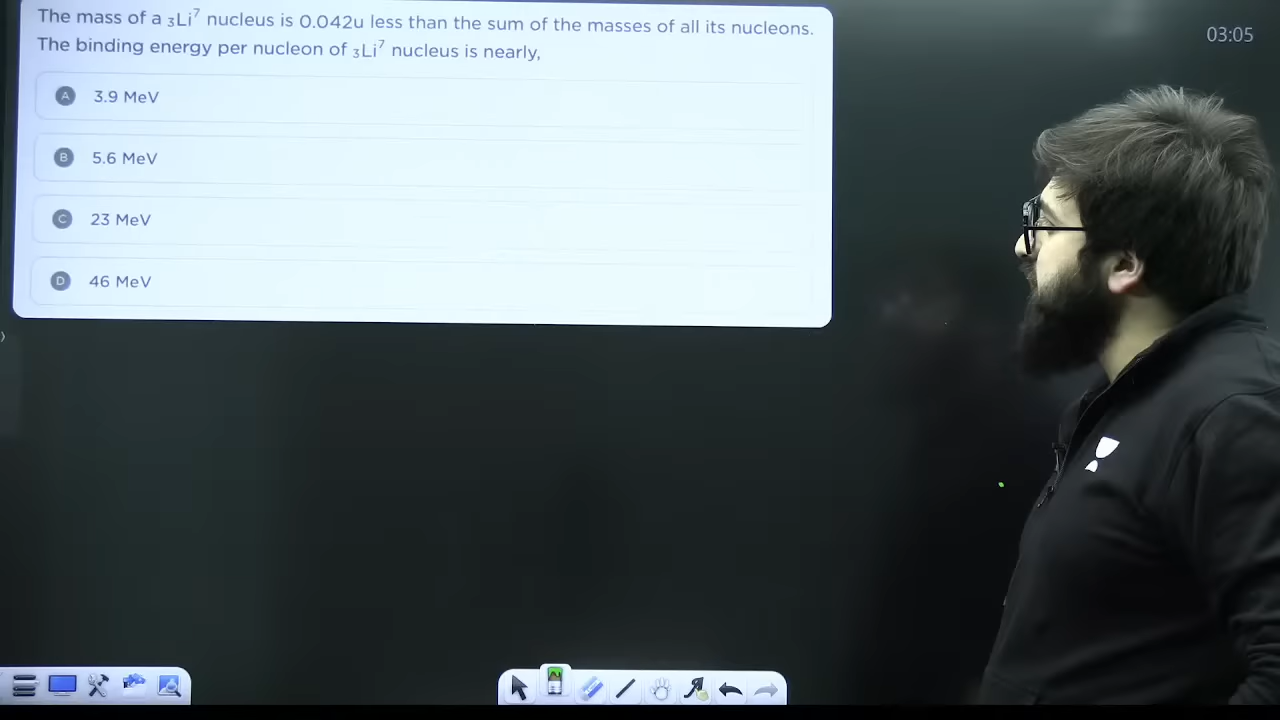 The mass of a ₃Li⁷ nucleus is 0.042u less than the sum of the masses of all its nucleons.
The binding energy per nucleon of ₃Li⁷ nucleus is nearly,
A 3.9 MeV
B 5.6 MeV
C 23 MeV
D 46 MeV
03:05